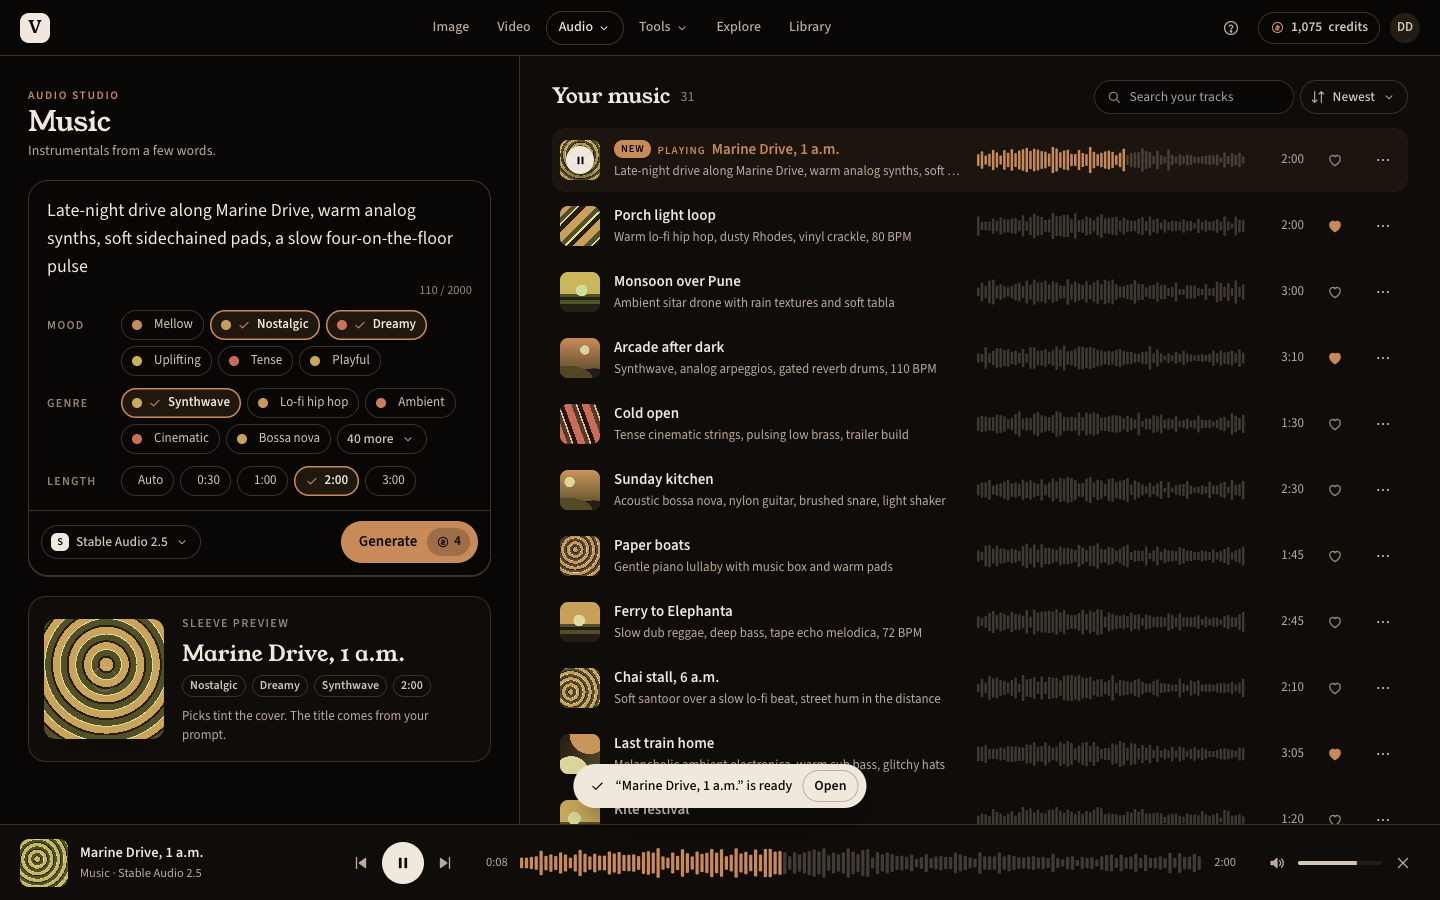 V
Image Video Audio Tools Explore Library
1,075 credits DD
AUDIO STUDIO
Music
Instrumentals from a few words.
Late-night drive along Marine Drive, warm analog
synths, soft sidechained pads, a slow four-on-the-floor
pulse
110 / 2000
MOOD Mellow Nostalgic Dreamy
Uplifting Tense Playful
GENRE Synthwave Lo-fi hip hop Ambient
Cinematic Bossa nova 40 more
LENGTH Auto 0:30 1:00 2:00 3:00
S Stable Audio 2.5 Generate 4
SLEEVE PREVIEW
Marine Drive, 1 a.m.
Nostalgic Dreamy Synthwave 2:00
Picks tint the cover. The title comes from your
prompt.
Your music 31
Search your tracks Newest
NEW PLAYING Marine Drive, 1 a.m.
Late-night drive along Marine Drive, warm analog synths, soft …
2:00
Porch light loop
Warm lo-fi hip hop, dusty Rhodes, vinyl crackle, 80 BPM
2:00
Monsoon over Pune
Ambient sitar drone with rain textures and soft tabla
3:00
Arcade after dark
Synthwave, analog arpeggios, gated reverb drums, 110 BPM
3:10
Cold open
Tense cinematic strings, pulsing low brass, trailer build
1:30
Sunday kitchen
Acoustic bossa nova, nylon guitar, brushed snare, light shaker
2:30
Paper boats
Gentle piano lullaby with music box and warm pads
1:45
Ferry to Elephanta
Slow dub reggae, deep bass, tape echo melodica, 72 BPM
2:45
Chai stall, 6 a.m.
Soft santoor over a slow lo-fi beat, street hum in the distance
2:10
Last train home
Melancholic ambient electronica, warm sub bass, glitchy hats
3:05
“Marine Drive, 1 a.m.” is ready Open
Kite festival
1:20
Marine Drive, 1 a.m.
Music · Stable Audio 2.5
0:08 2:00